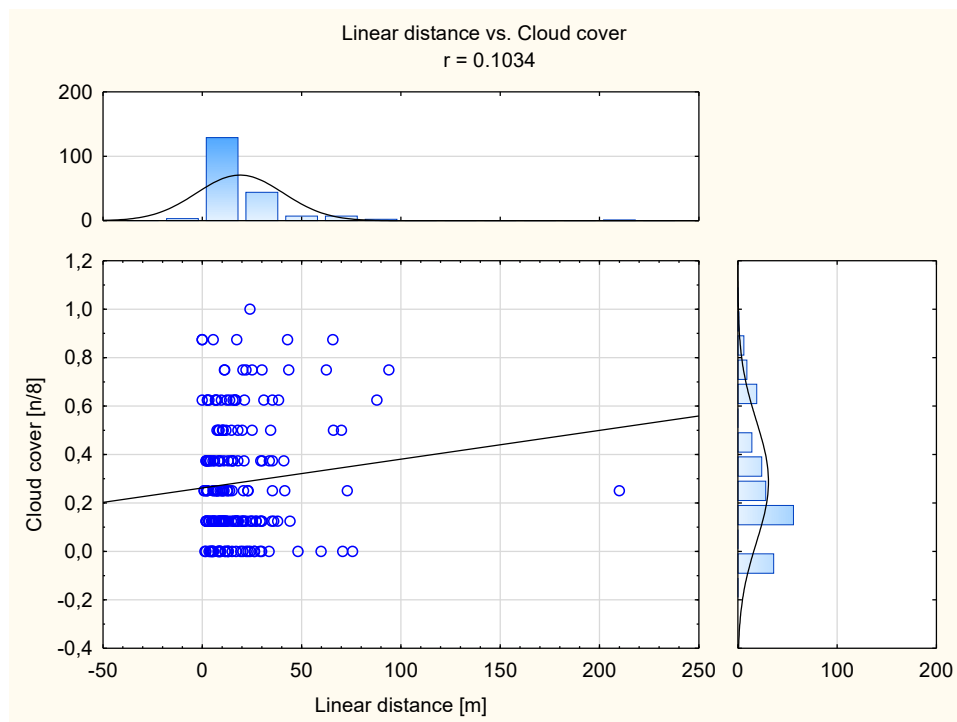 Linear distance vs. Cloud cover
r = 0.1034
200
100
0
1,2
1,0
0,8
0,6
0,4
0,2
0,0
-0,2
-0,4
Cloud cover [n/8]
-50 0 50 100 150 200 250
Linear distance [m]
0 100 200